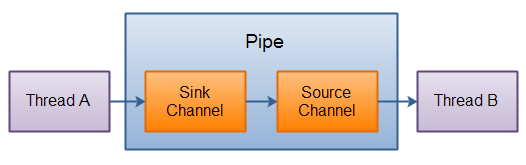 Pipe
Thread A
Sink
Channel
Source
Channel
Thread B